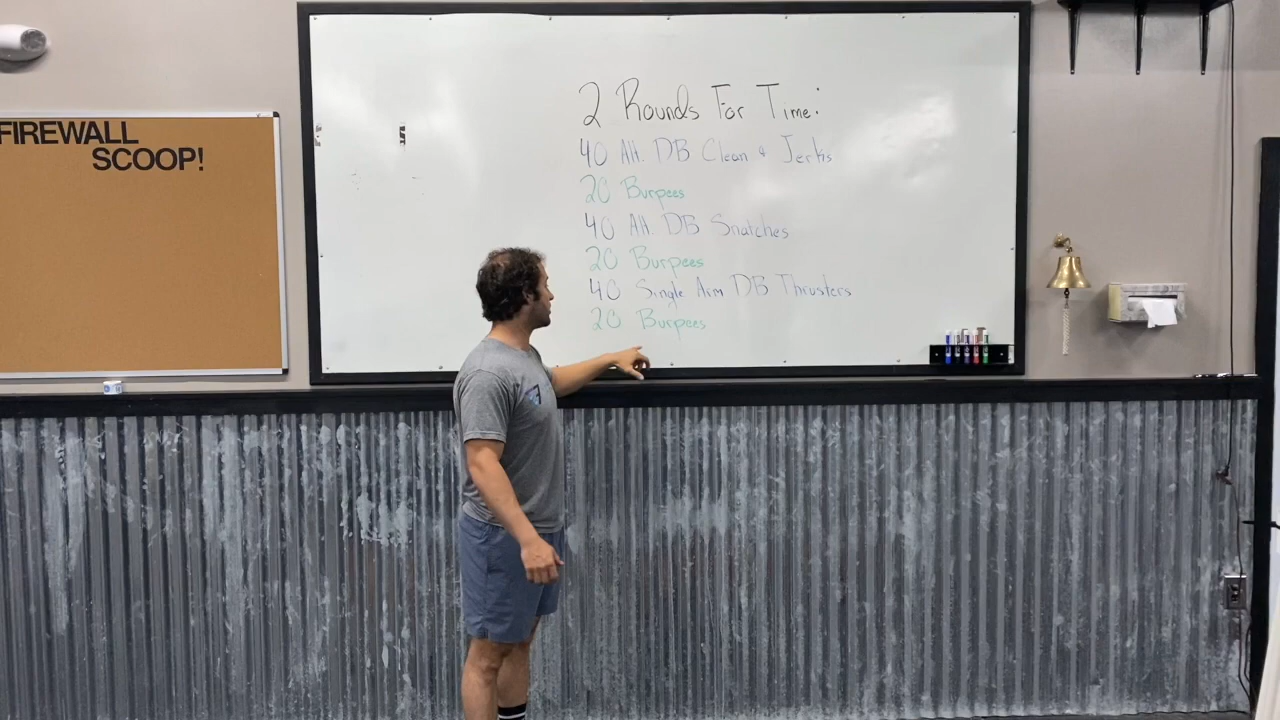 FIREWALL
SCOOP!
2 Rounds For Time:
40 Alt. DB Clean & Jerks
20 Burpees
40 Alt. DB Snatches
20 Burpees
40 Single Arm DB Thrusters
20 Burpees